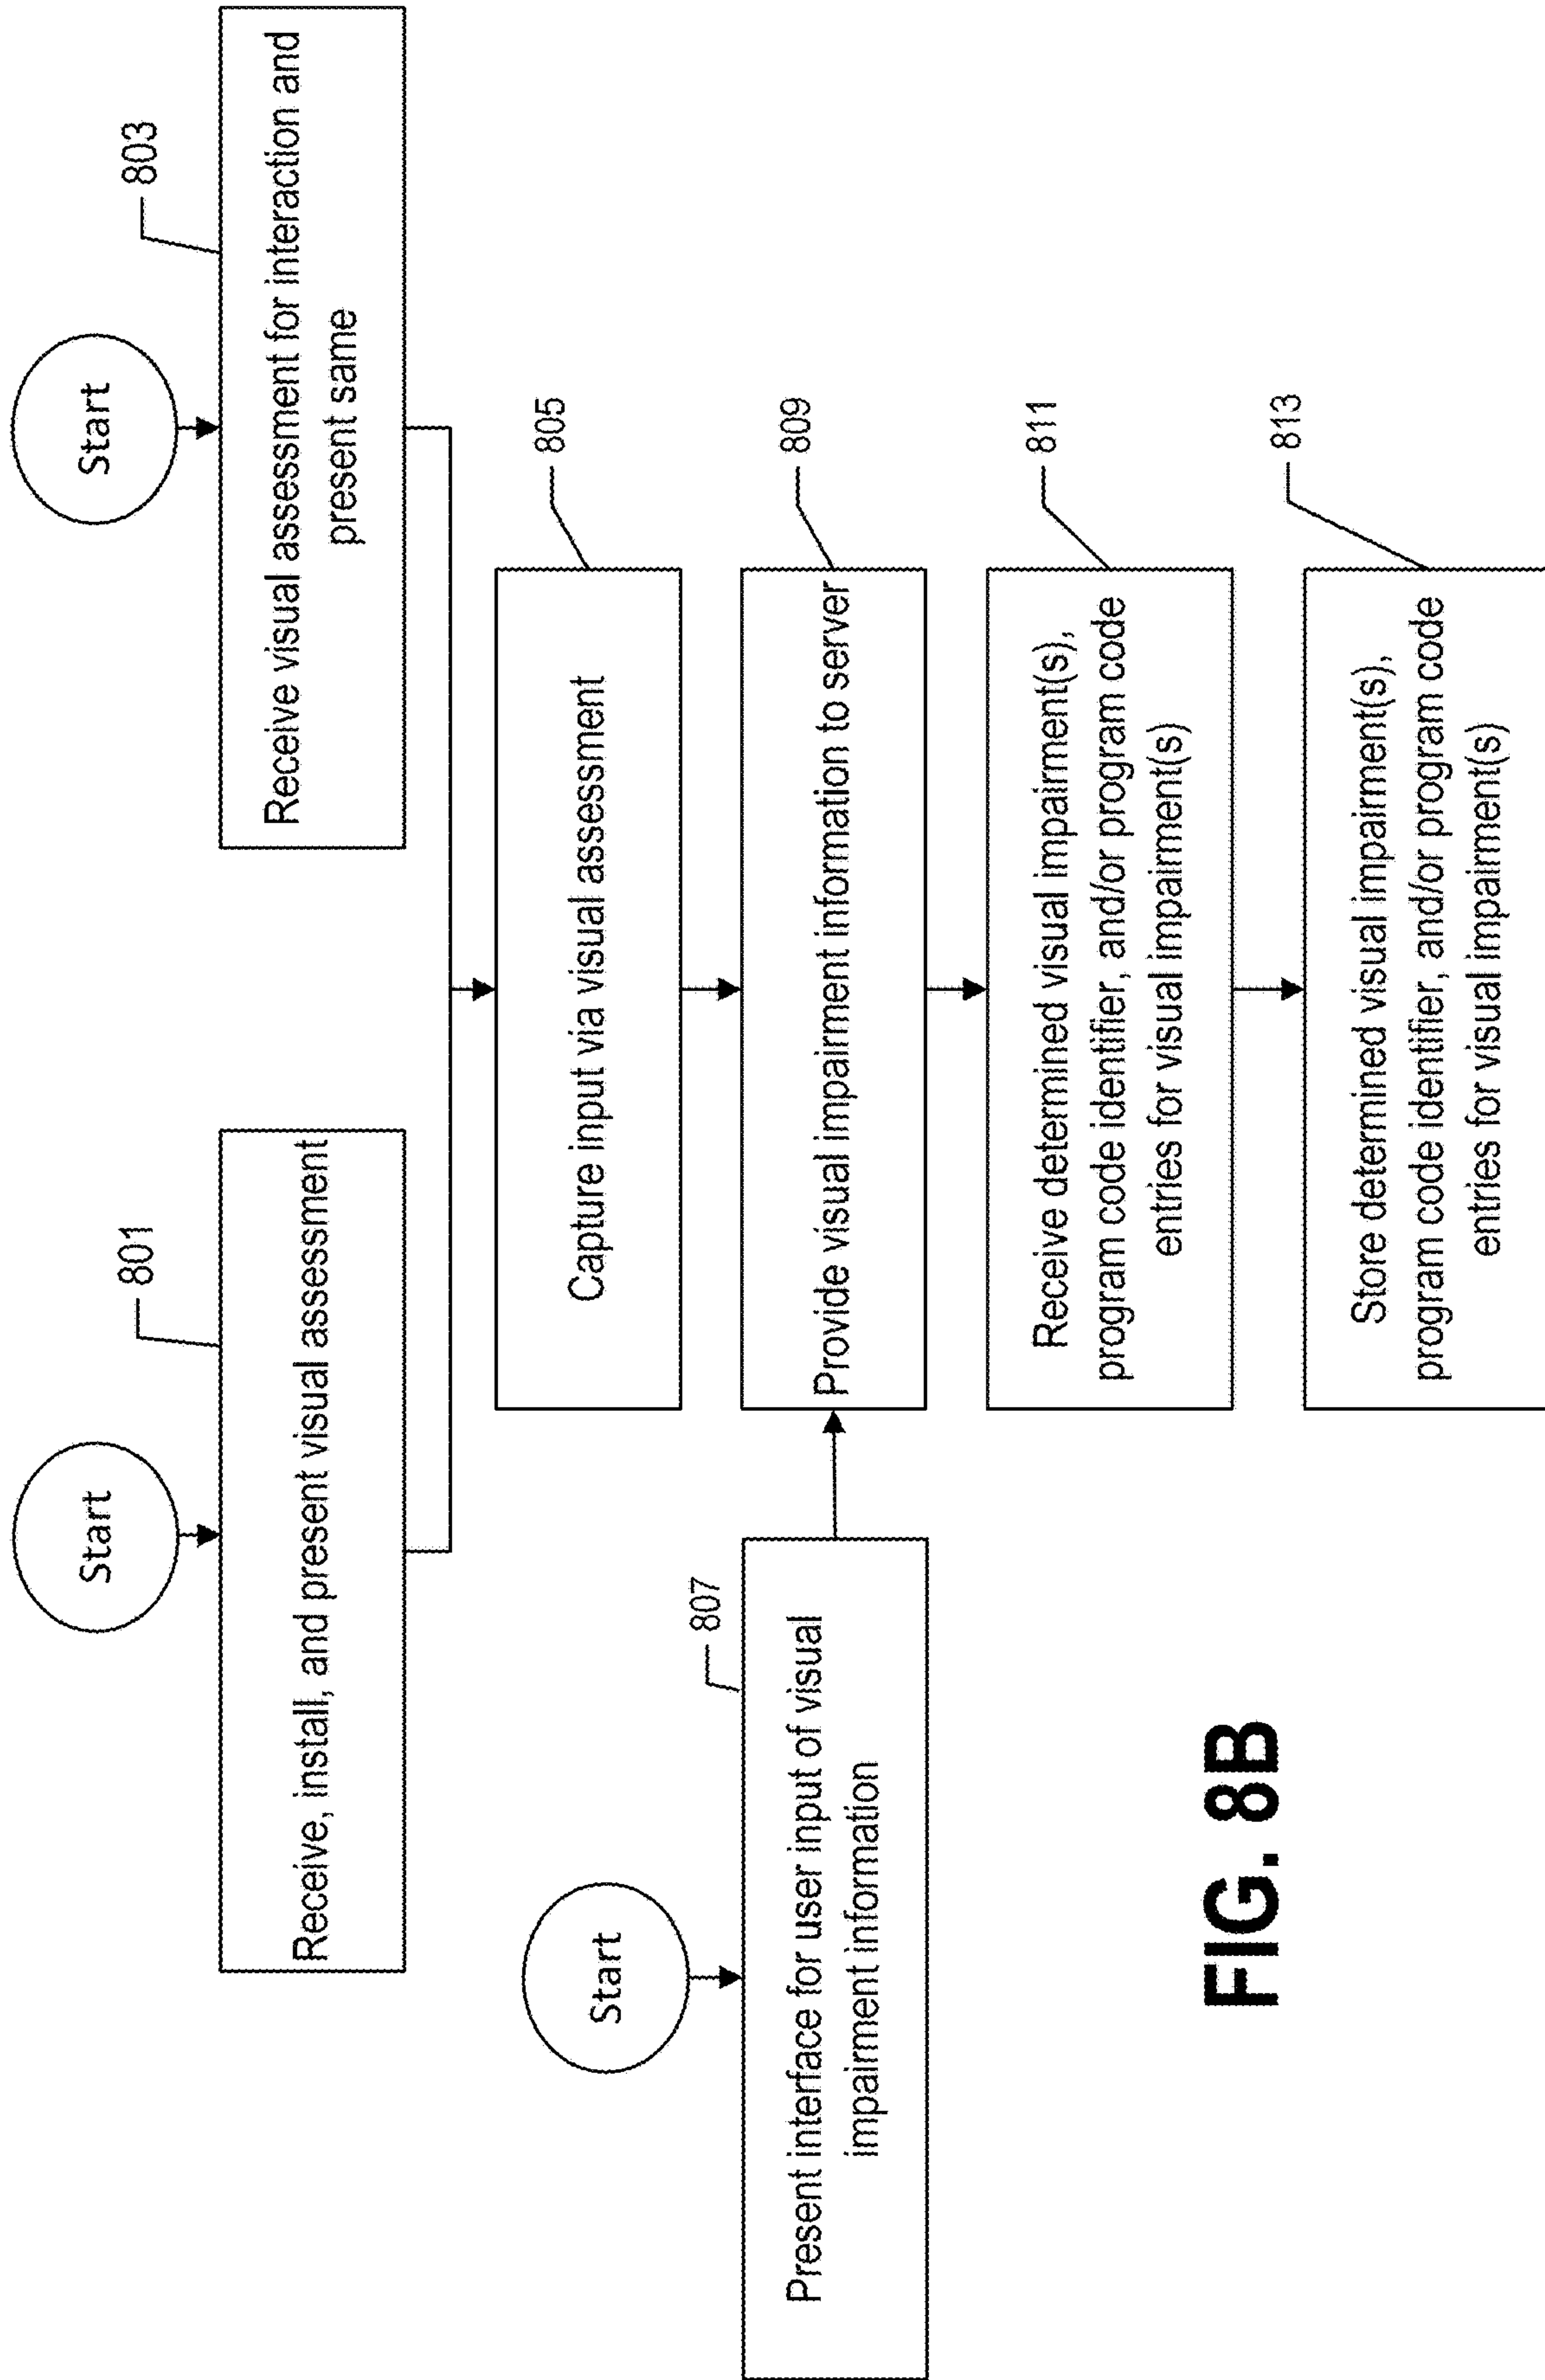 Start
801
Receive, install, and present visual assessment
Start
803
Receive visual assessment for interaction and
present same
805
Capture input via visual assessment
Start
807
Present interface for user input of visual
impairment information
809
Provide visual impairment information to server
811
Receive determined visual impairment(s),
program code identifier, and/or program code
entries for visual impairment(s)
813
Store determined visual impairment(s),
program code identifier, and/or program code
entries for visual impairment(s)
FIG. 8B